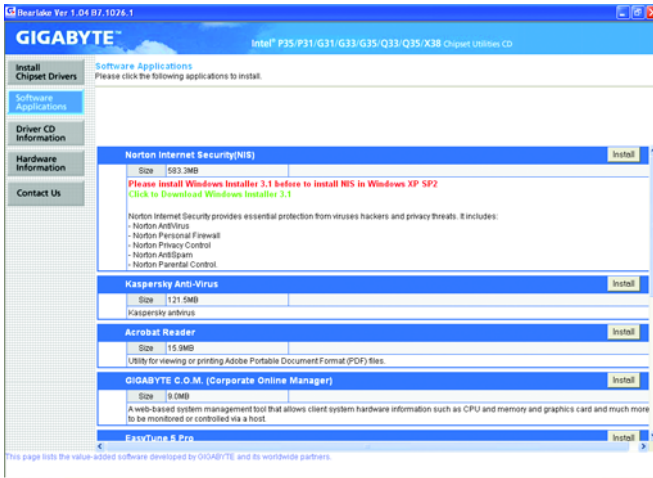 Bearlake Ver 1.04 B7.1026.1
GIGABYTE™
Intel® P35/P31/G31/G33/G35/Q33/Q35/X38 Chipset Utilities CD
Install
Chipset Drivers
Software
Applications
Driver CD
Information
Hardware
Information
Contact Us
Software Applications
Please click the following applications to install.
Norton Internet Security(NIS)
Install
Size 583.3MB
Please install Windows Installer 3.1 before to install NIS in Windows XP SP2
Click to Download Windows Installer 3.1
Norton Internet Security provides essential protection from viruses hackers and privacy threats. It includes:
- Norton AntiVirus
- Norton Personal Firewall
- Norton Privacy Control
- Norton AntiSpam
- Norton Parental Control.
Kaspersky Anti-Virus
Install
Size 121.5MB
Kaspersky antivirus
Acrobat Reader
Install
Size 15.9MB
Utility for viewing or printing Adobe Portable Document Format (PDF) files.
GIGABYTE C.O.M. (Corporate Online Manager)
Install
Size 9.0MB
A web-based system management tool that allows client system hardware information such as CPU and memory and graphics card and much more
to be monitored or controlled via a host.
EasyTune 5 Pro
Install
This page lists the value-added software developed by GIGABYTE and its worldwide partners.